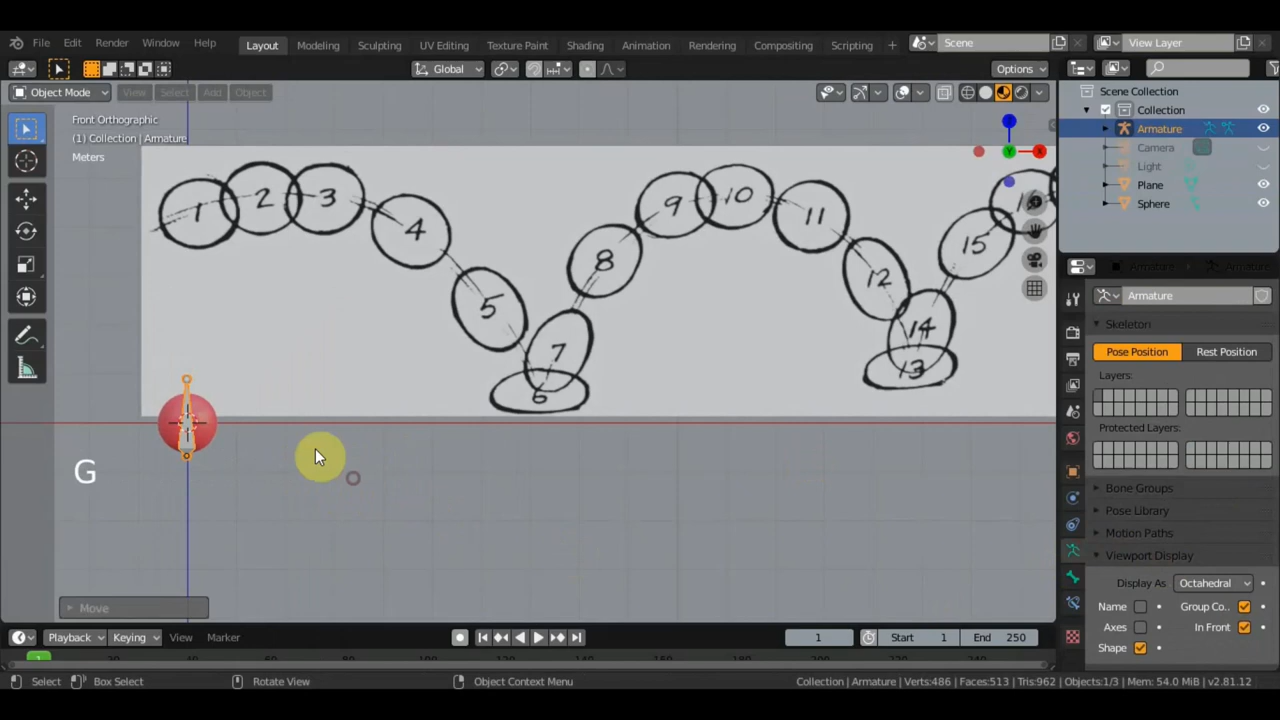 File Edit Render Window Help Layout Modeling Sculpting UV Editing Texture Paint Shading Animation Rendering Compositing Scripting + Scene View Layer
Global Options
Object Mode View Select Add Object
Scene Collection
Collection
Armature
Camera
Light
Plane
Sphere
Front Orthographic
(1) Collection | Armature
Meters
1 2 3 4 5 6 7 8 9 10 11 12 13 14 15 16
X
Y
Z
G
Move
Armature Armature
Armature
Skeleton
Pose Position Rest Position
Layers:
Protected Layers:
Bone Groups
Pose Library
Motion Paths
Viewport Display
Display As Octahedral
Name Group Co..
Axes In Front
Shape
Playback Keying View Marker 1 Start 1 End 250
1
Select Box Select Rotate View Object Context Menu Collection | Armature | Verts:486 | Faces:513 | Tris:962 | Objects:1/3 | Mem: 54.0 MiB | v2.81.12